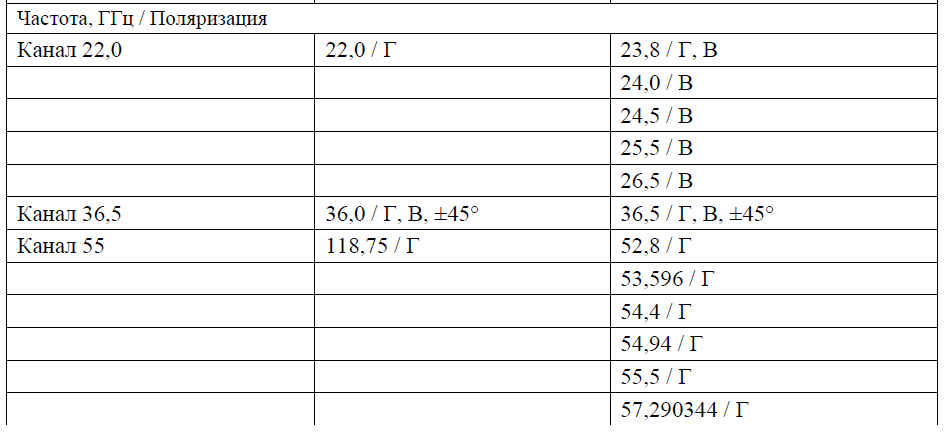 Частота, ГГц / Поляризация
Канал 22,0 22,0 / Г 23,8 / Г, В
24,0 / В
24,5 / В
25,5 / В
26,5 / В
Канал 36,5 36,0 / Г, В, ±45° 36,5 / Г, В, ±45°
Канал 55 118,75 / Г 52,8 / Г
53,596 / Г
54,4 / Г
54,94 / Г
55,5 / Г
57,290344 / Г